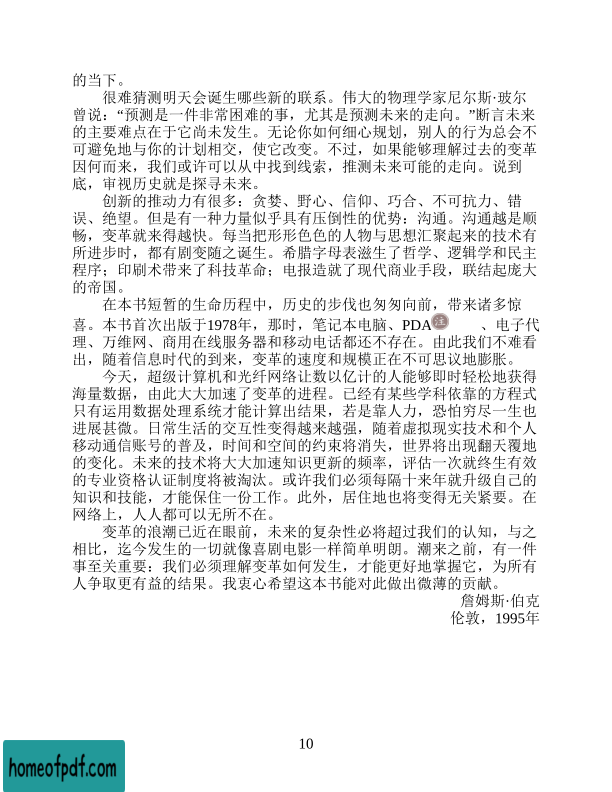 的当下。
很难猜测明天会诞生哪些新的联系。伟大的物理学家尼尔斯·玻尔
曾说：“预测是一件非常困难的事，尤其是预测未来的走向。”断言未来
的主要难点在于它尚未发生。无论你如何细心规划，别人的行为总会不
可避免地与你的计划相交，使它改变。不过，如果能够理解过去的变革
因何而来，我们或许可以从中找到线索，推测未来可能的走向。说到
底，审视历史就是探寻未来。
创新的推动力有很多：贪婪、野心、信仰、巧合、不可抗力、错
误、绝望。但是有一种力量似乎具有压倒性的优势：沟通。沟通越是顺
畅，变革就来得越快。每当把形形色色的人物与思想汇聚起来的技术有
所进步时，都有剧变随之诞生。希腊字母表滋生了哲学、逻辑学和民主
程序；印刷术带来了科技革命；电报造就了现代商业手段，联结起庞大
的帝国。
在本书短暂的生命历程中，历史的步伐也匆匆向前，带来诸多惊
喜。本书首次出版于1978年，那时，笔记本电脑、PDA注、电子代
理、万维网、商用在线服务器和移动电话都还不存在。由此我们不难看
出，随着信息时代的到来，变革的速度和规模正在不可思议地膨胀。
今天，超级计算机和光纤网络让数以亿计的人能够即时轻松地获得
海量数据，由此大大加速了变革的进程。已经有某些学科依靠的方程式
只有运用数据处理系统才能计算出结果，若是靠人力，恐怕穷尽一生也
进展甚微。日常生活的交互性变得越来越强，随着虚拟现实技术和个人
移动通信账号的普及，时间和空间的约束将消失，世界将出现翻天覆地
的变化。未来的技术将大大加速知识更新的频率，评估一次就终生有效
的专业资格认证制度将被淘汰。或许我们必须每隔十来年就升级自己的
知识和技能，才能保住一份工作。此外，居住地也将变得无关紧要。在
网络上，人人都可以无所不在。
变革的浪潮已近在眼前，未来的复杂性必将超过我们的认知，与之
相比，迄今发生的一切就像喜剧电影一样简单明朗。潮来之前，有一件
事至关重要：我们必须理解变革如何发生，才能更好地掌握它，为所有
人争取更有益的结果。我衷心希望这本书能对此做出微薄的贡献。
詹姆斯·伯克
伦敦，1995年
10
homeofpdf.com